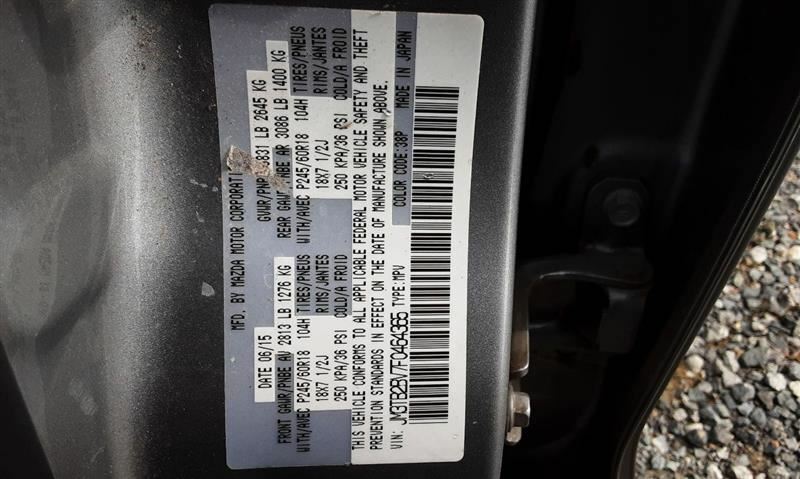 MFD. BY MAZDA MOTOR CORPORATI
DATE 06/15 GVWR/PNP 5831 LB 2645 KG
FRONT GAWR/PNBE AV 2813 LB 1276 KG REAR GAWR/PNBE AR 3086 LB 1400 KG
WITH/AVEC P245/60R18 104H TIRES/PNEUS WITH/AVEC P245/60R18 104H TIRES/PNEUS
18X7 1/2J RIMS/JANTES 18X7 1/2J RIMS/JANTES
250 KPA/36 PSI COLD/A FROID 250 KPA/36 PSI COLD/A FROID
THIS VEHICLE CONFORMS TO ALL APPLICABLE FEDERAL MOTOR VEHICLE SAFETY AND THEFT
PREVENTION STANDARDS IN EFFECT ON THE DATE OF MANUFACTURE SHOWN ABOVE.
VIN: JM3TB2BV7F0464365 TYPE:MPV COLOR CODE:38P MADE IN JAPAN